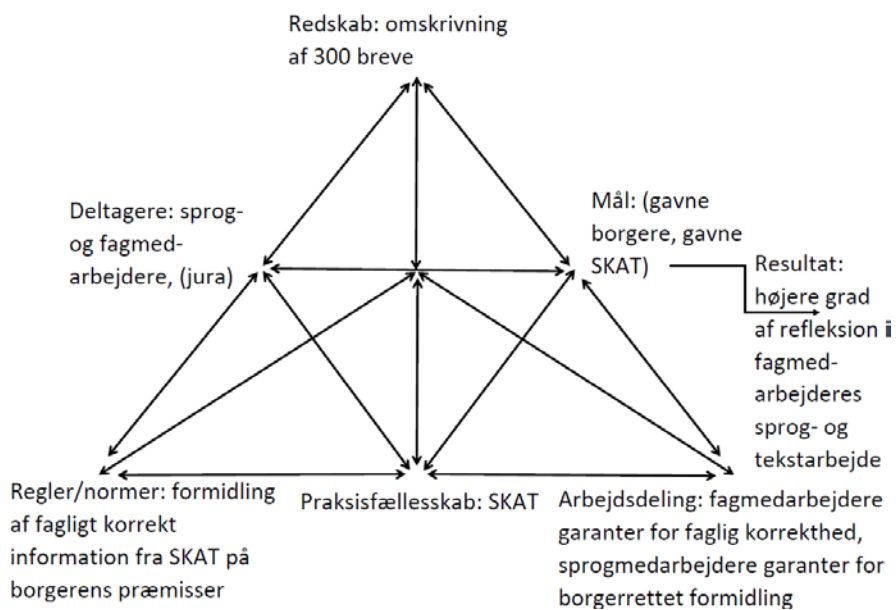 Redskab: omskrivning
af 300 breve
Deltagere: sprog-
og fagmed-
arbejdere, (jura)
Mål: (gavne
borgere, gavne
SKAT)
Resultat:
højere grad
af refleksion i
fagmed-
arbejderes
sprog- og
tekstarbejde
Regler/normer: formidling
af fagligt korrekt
information fra SKAT på
borgerens præmisser
Praksisfællesskab: SKAT
Arbejdsdeling: fagmedarbejdere
garanter for faglig korrekthed,
sprogmedarbejdere garanter for
borgerrettet formidling